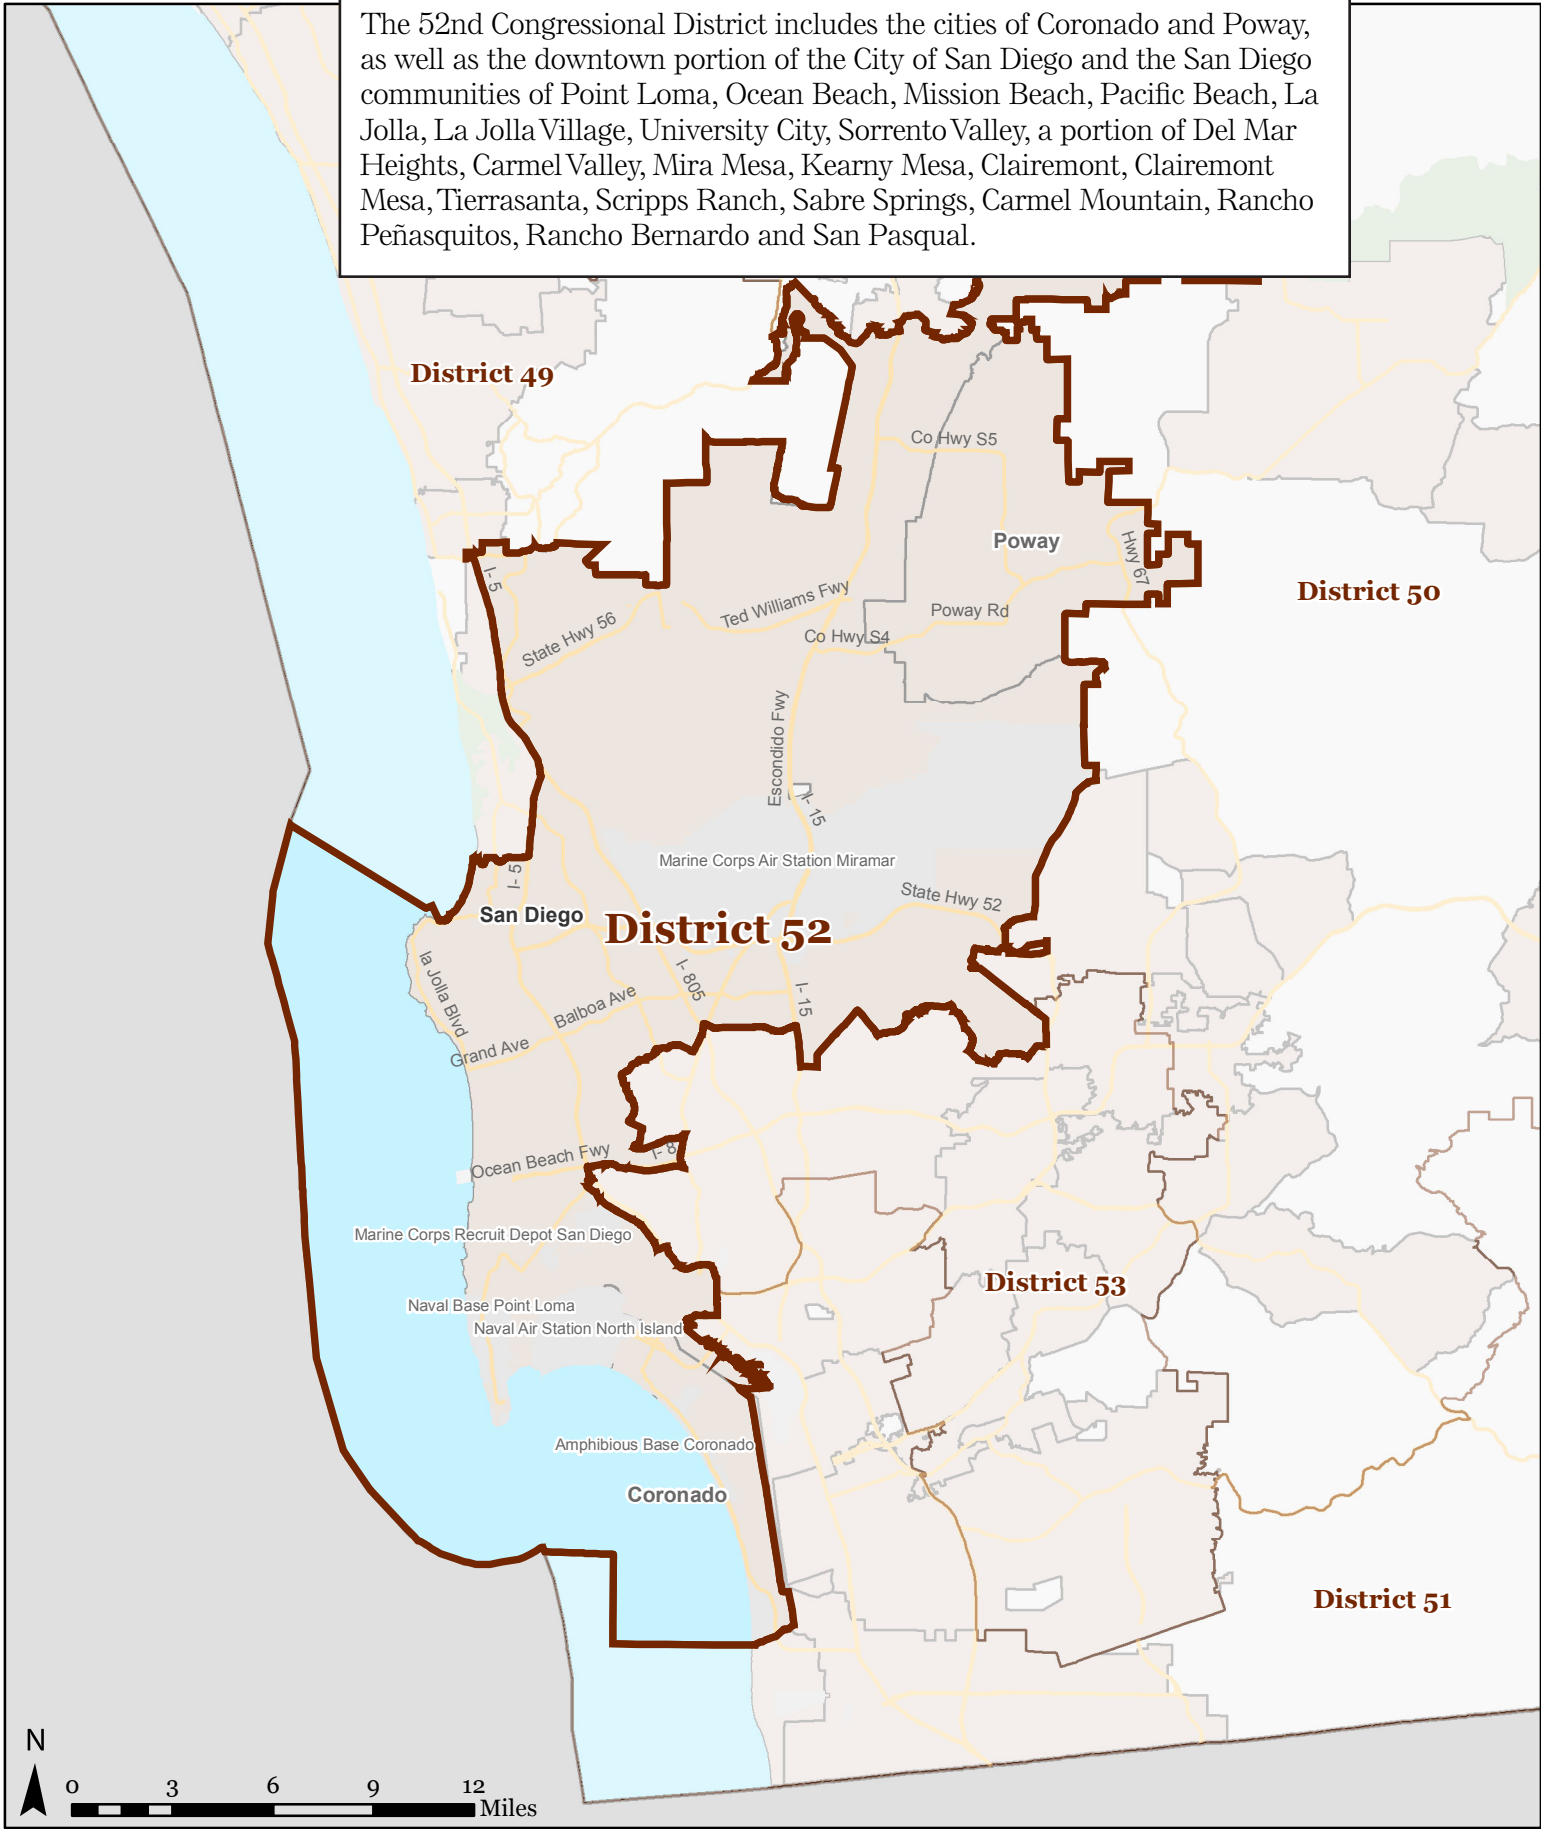 The 52nd Congressional District includes the cities of Coronado and Poway,
as well as the downtown portion of the City of San Diego and the San Diego
communities of Point Loma, Ocean Beach, Mission Beach, Pacific Beach, La
Jolla, La Jolla Village, University City, Sorrento Valley, a portion of Del Mar
Heights, Carmel Valley, Mira Mesa, Kearny Mesa, Clairemont, Clairemont
Mesa, Tierrasanta, Scripps Ranch, Sabre Springs, Carmel Mountain, Rancho
Peñasquitos, Rancho Bernardo and San Pasqual.
District 49
Co Hwy S5
Poway
Hwy 67
I- 5
District 50
Ted Williams Fwy
Poway Rd
State Hwy 56
Co Hwy S4
Escondido Fwy
I- 15
Marine Corps Air Station Miramar
I- 5
State Hwy 52
San Diego
District 52
la Jolla Blvd
I- 805
I- 15
Balboa Ave
Grand Ave
Ocean Beach Fwy
I- 8
Marine Corps Recruit Depot San Diego
District 53
Naval Base Point Loma
Naval Air Station North Island
Amphibious Base Coronado
Coronado
District 51
N
0 3 6 9 12
Miles